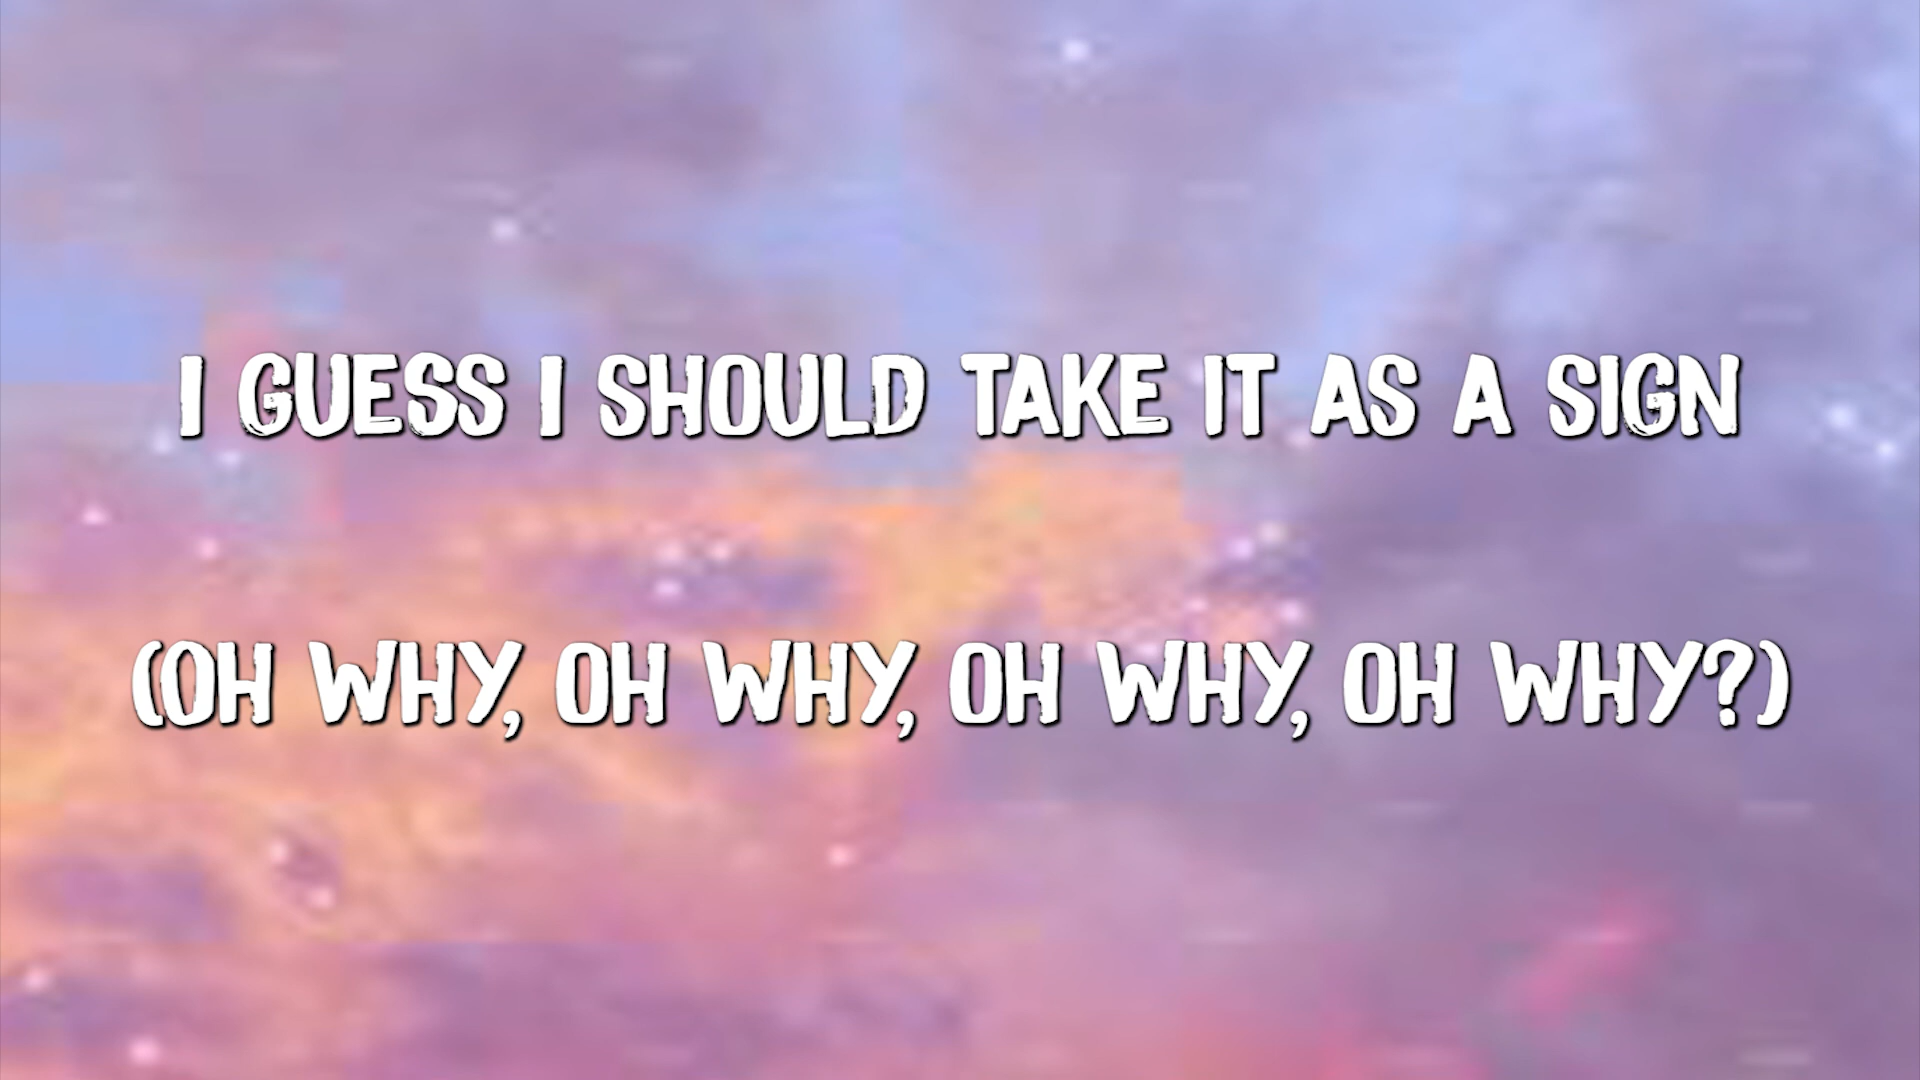 I GUESS I SHOULD TAKE IT AS A SIGN
(OH WHY, OH WHY, OH WHY, OH WHY?)